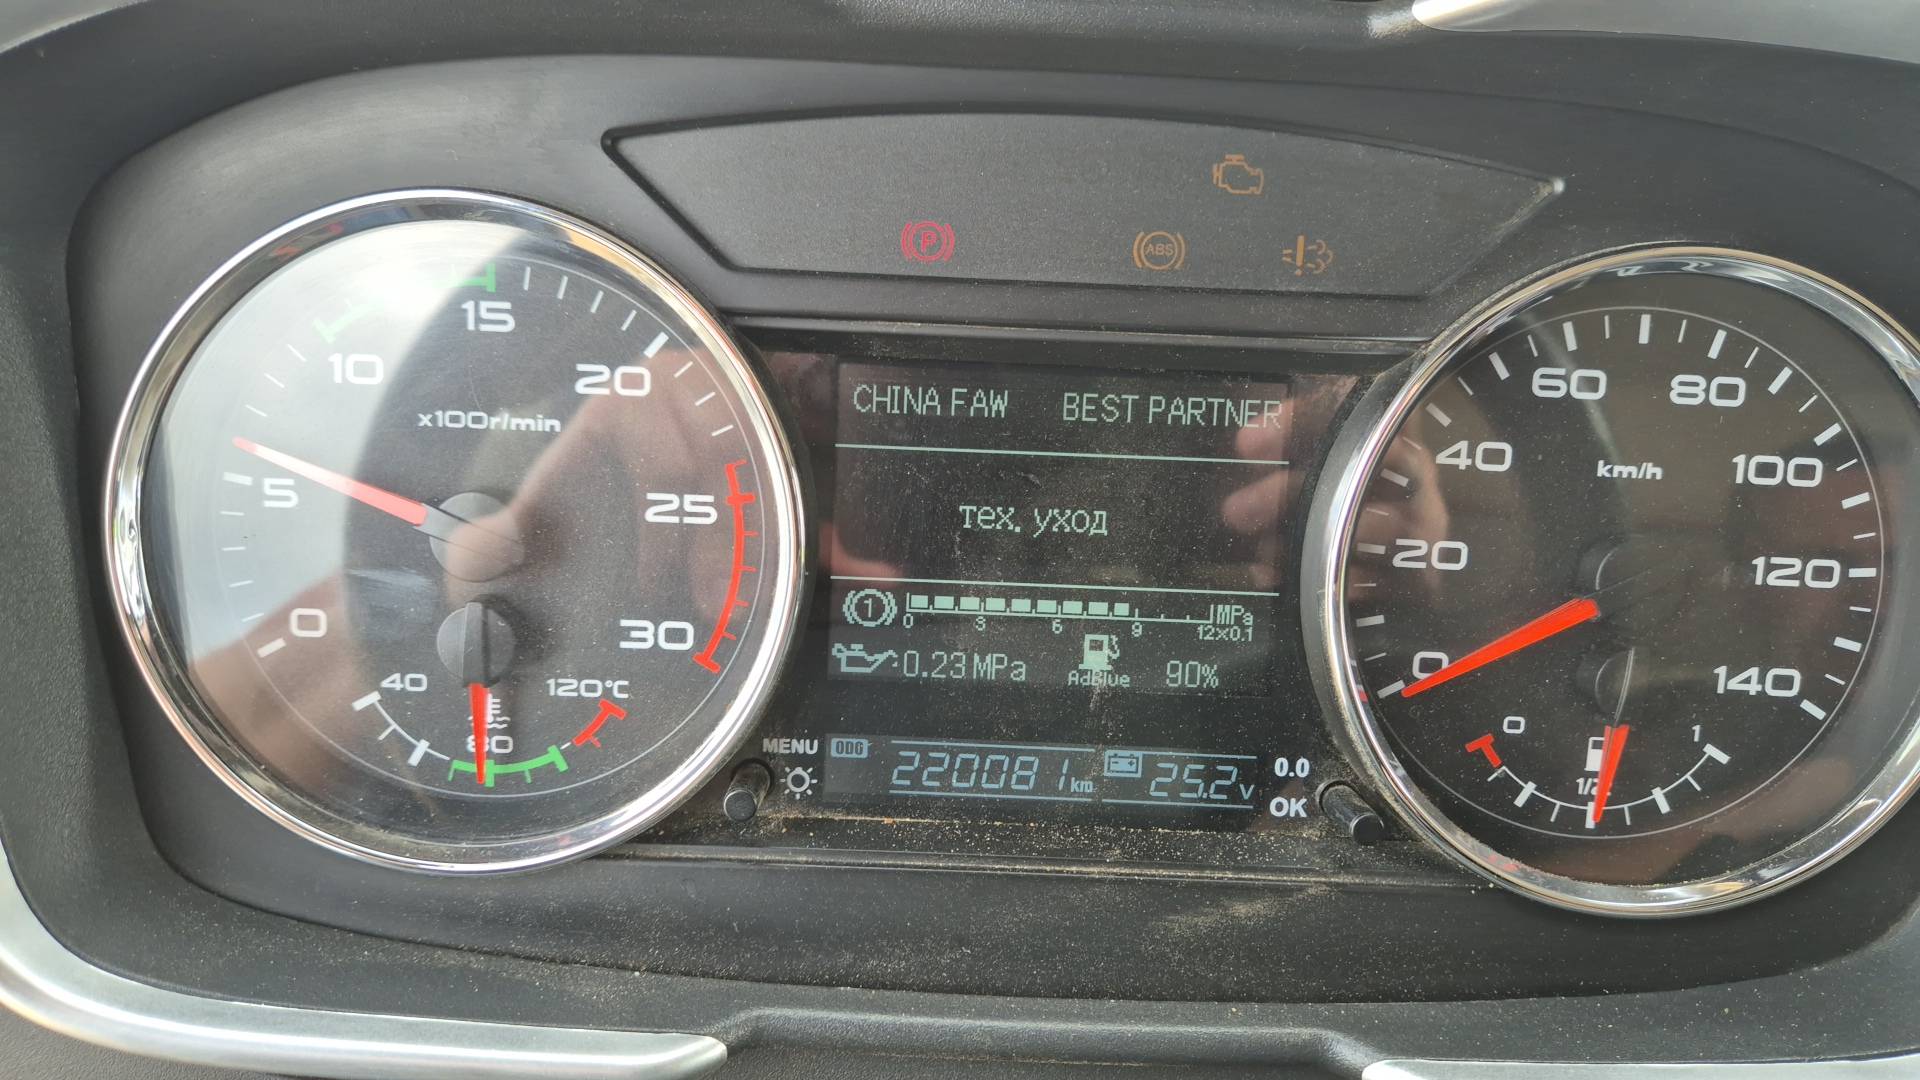 ABS
P
0
5
10
15
20
25
30
x100r/min
40
80
120°C
CHINA FAW BEST PARTNER
тех. уход
1
0 3 6 9 12×0.1
MPa
0.23 MPa
AdBlue
90%
MENU
ODO
220081 km
25.2 v
0.0
OK
0
20
40
60
80
100
120
140
km/h
0
1/2
1